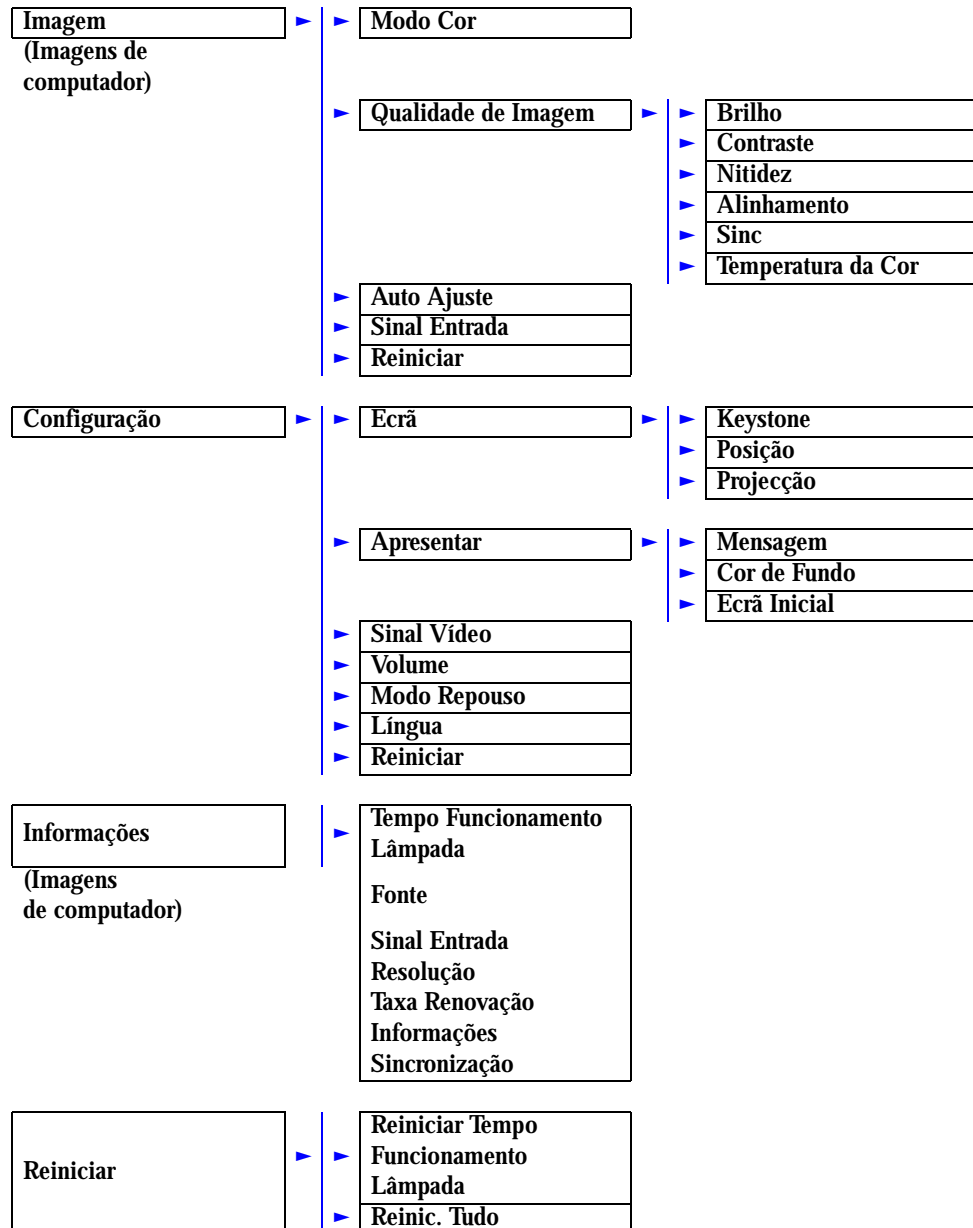 Imagem
(Imagens de
computador)
Modo Cor
Qualidade de Imagem
Brilho
Contraste
Nitidez
Alinhamento
Sinc
Temperatura da Cor
Auto Ajuste
Sinal Entrada
Reiniciar
Configuração
Ecrã
Keystone
Posição
Projecção
Apresentar
Mensagem
Cor de Fundo
Ecrã Inicial
Sinal Vídeo
Volume
Modo Repouso
Língua
Reiniciar
Informações
(Imagens
de computador)
Tempo Funcionamento
Lâmpada
Fonte
Sinal Entrada
Resolução
Taxa Renovação
Informações
Sincronização
Reiniciar
Reiniciar Tempo
Funcionamento
Lâmpada
Reinic. Tudo